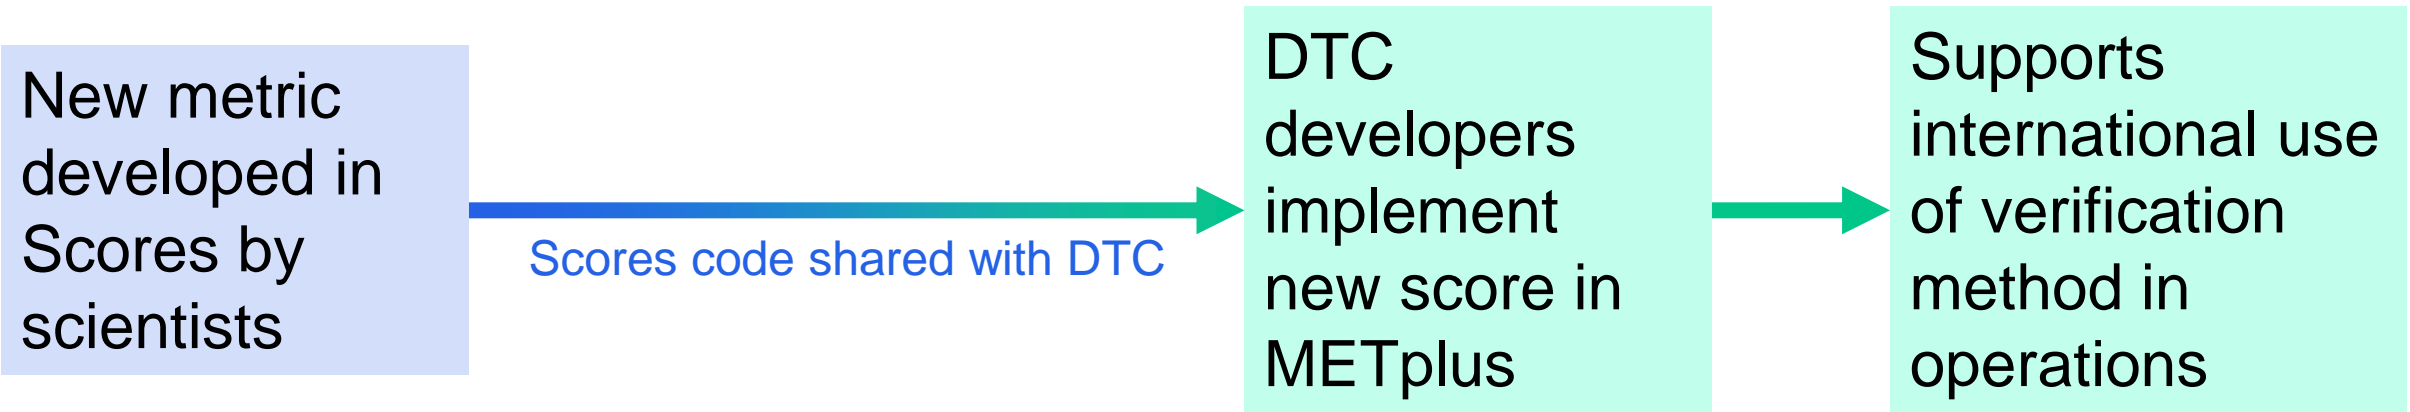 New metric
developed in
Scores by
scientists
Scores code shared with DTC
DTC
developers
implement
new score in
METplus
Supports
international use
of verification
method in
operations